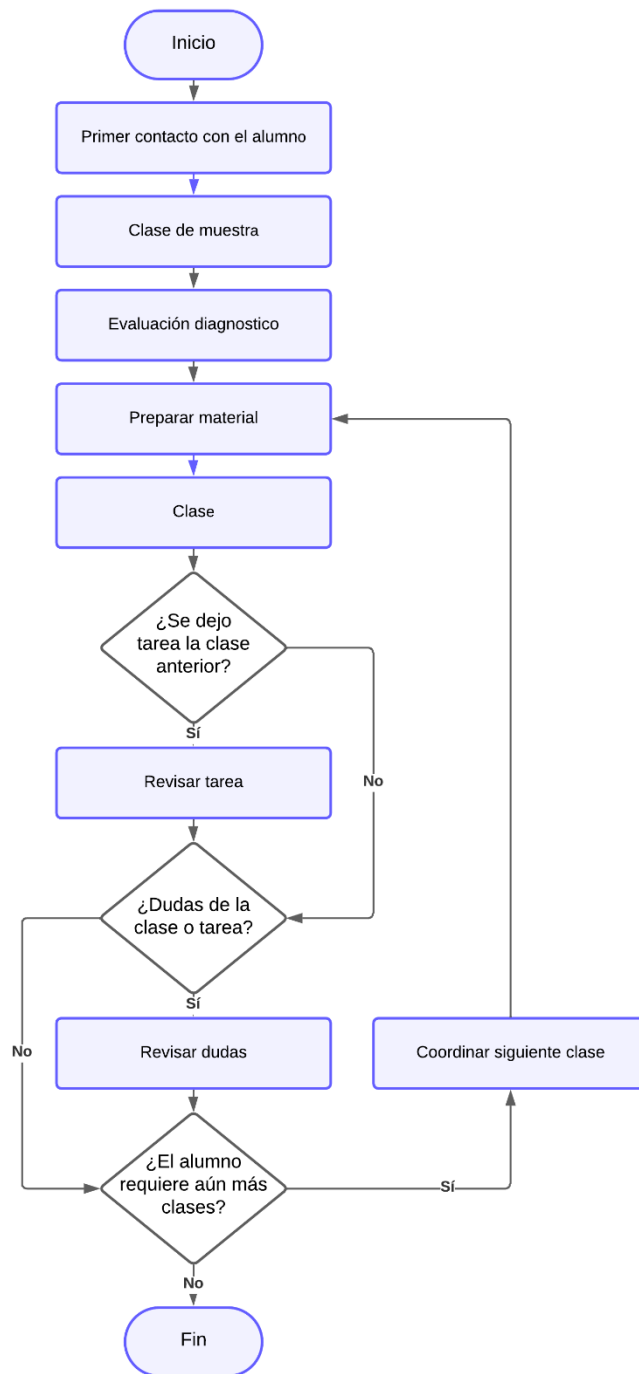 Inicio
Primer contacto con el alumno
Clase de muestra
Evaluación diagnostico
Preparar material
Clase
¿Se dejo
tarea la clase
anterior?
Sí
Revisar tarea
No
¿Dudas de la
clase o tarea?
Sí
No
Revisar dudas
Coordinar siguiente clase
¿El alumno
requiere aún más
clases?
Sí
No
Fin